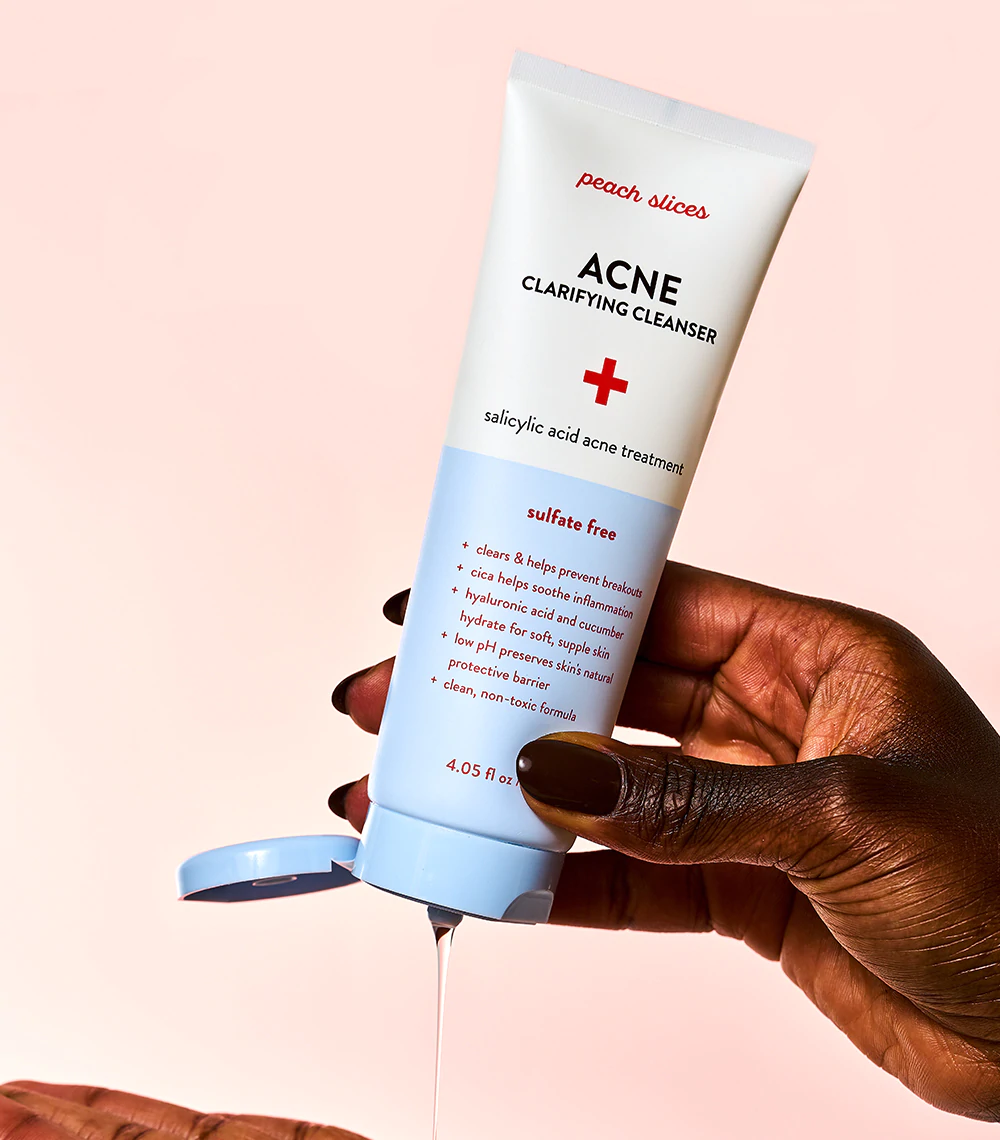 peach slices
ACNE
CLARIFYING CLEANSER
salicylic acid acne treatment
sulfate free
+ clears & helps prevent breakouts
+ cica helps soothe inflammation
+ hyaluronic acid and cucumber
hydrate for soft, supple skin
+ low pH preserves skin's natural
protective barrier
+ clean, non-toxic formula
4.05 fl oz /